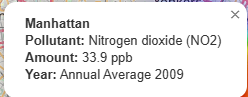 Manhattan
Pollutant: Nitrogen dioxide (NO2)
Amount: 33.9 ppb
Year: Annual Average 2009